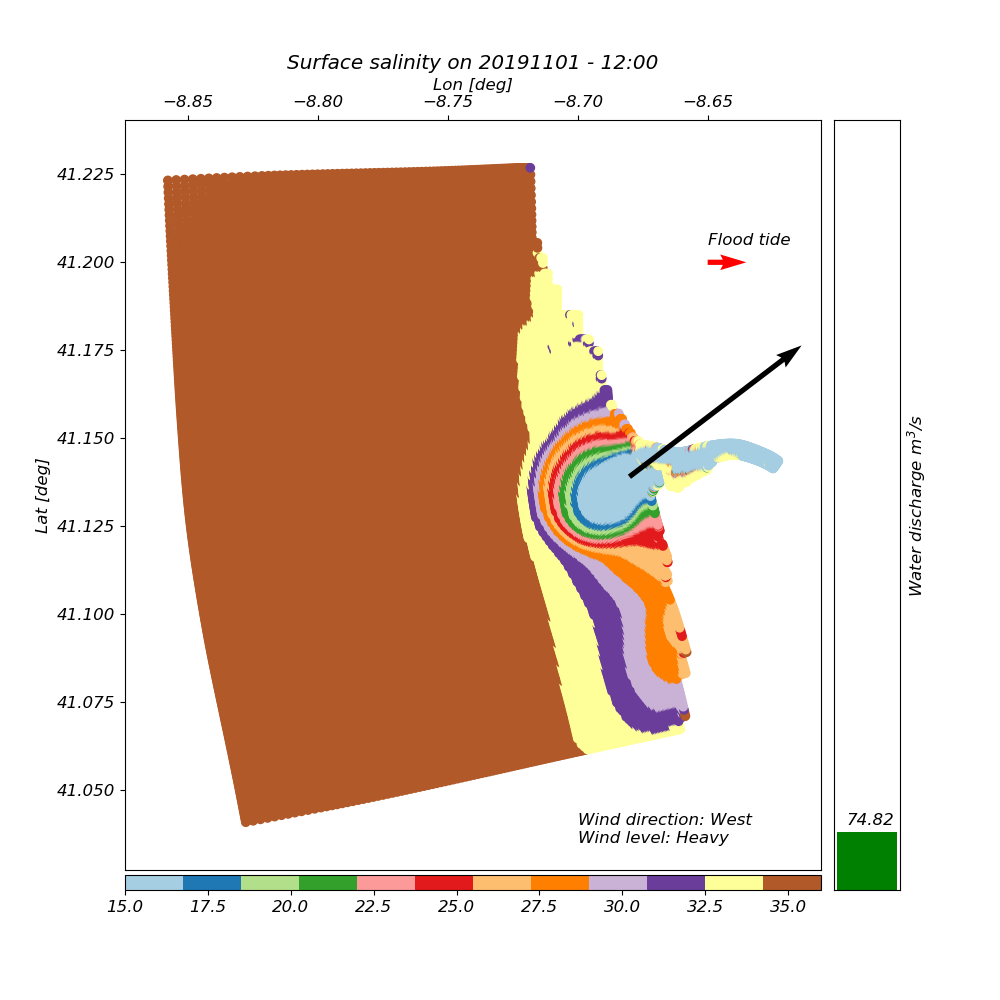 Surface salinity on 20191101 - 12:00
Lon [deg]
−8.85 −8.80 −8.75 −8.70 −8.65
41.225
41.200
41.175
41.150
41.125
41.100
41.075
41.050
Lat [deg]
Flood tide
Wind direction: West
Wind level: Heavy
74.82
Water discharge m³/s
15.0 17.5 20.0 22.5 25.0 27.5 30.0 32.5 35.0